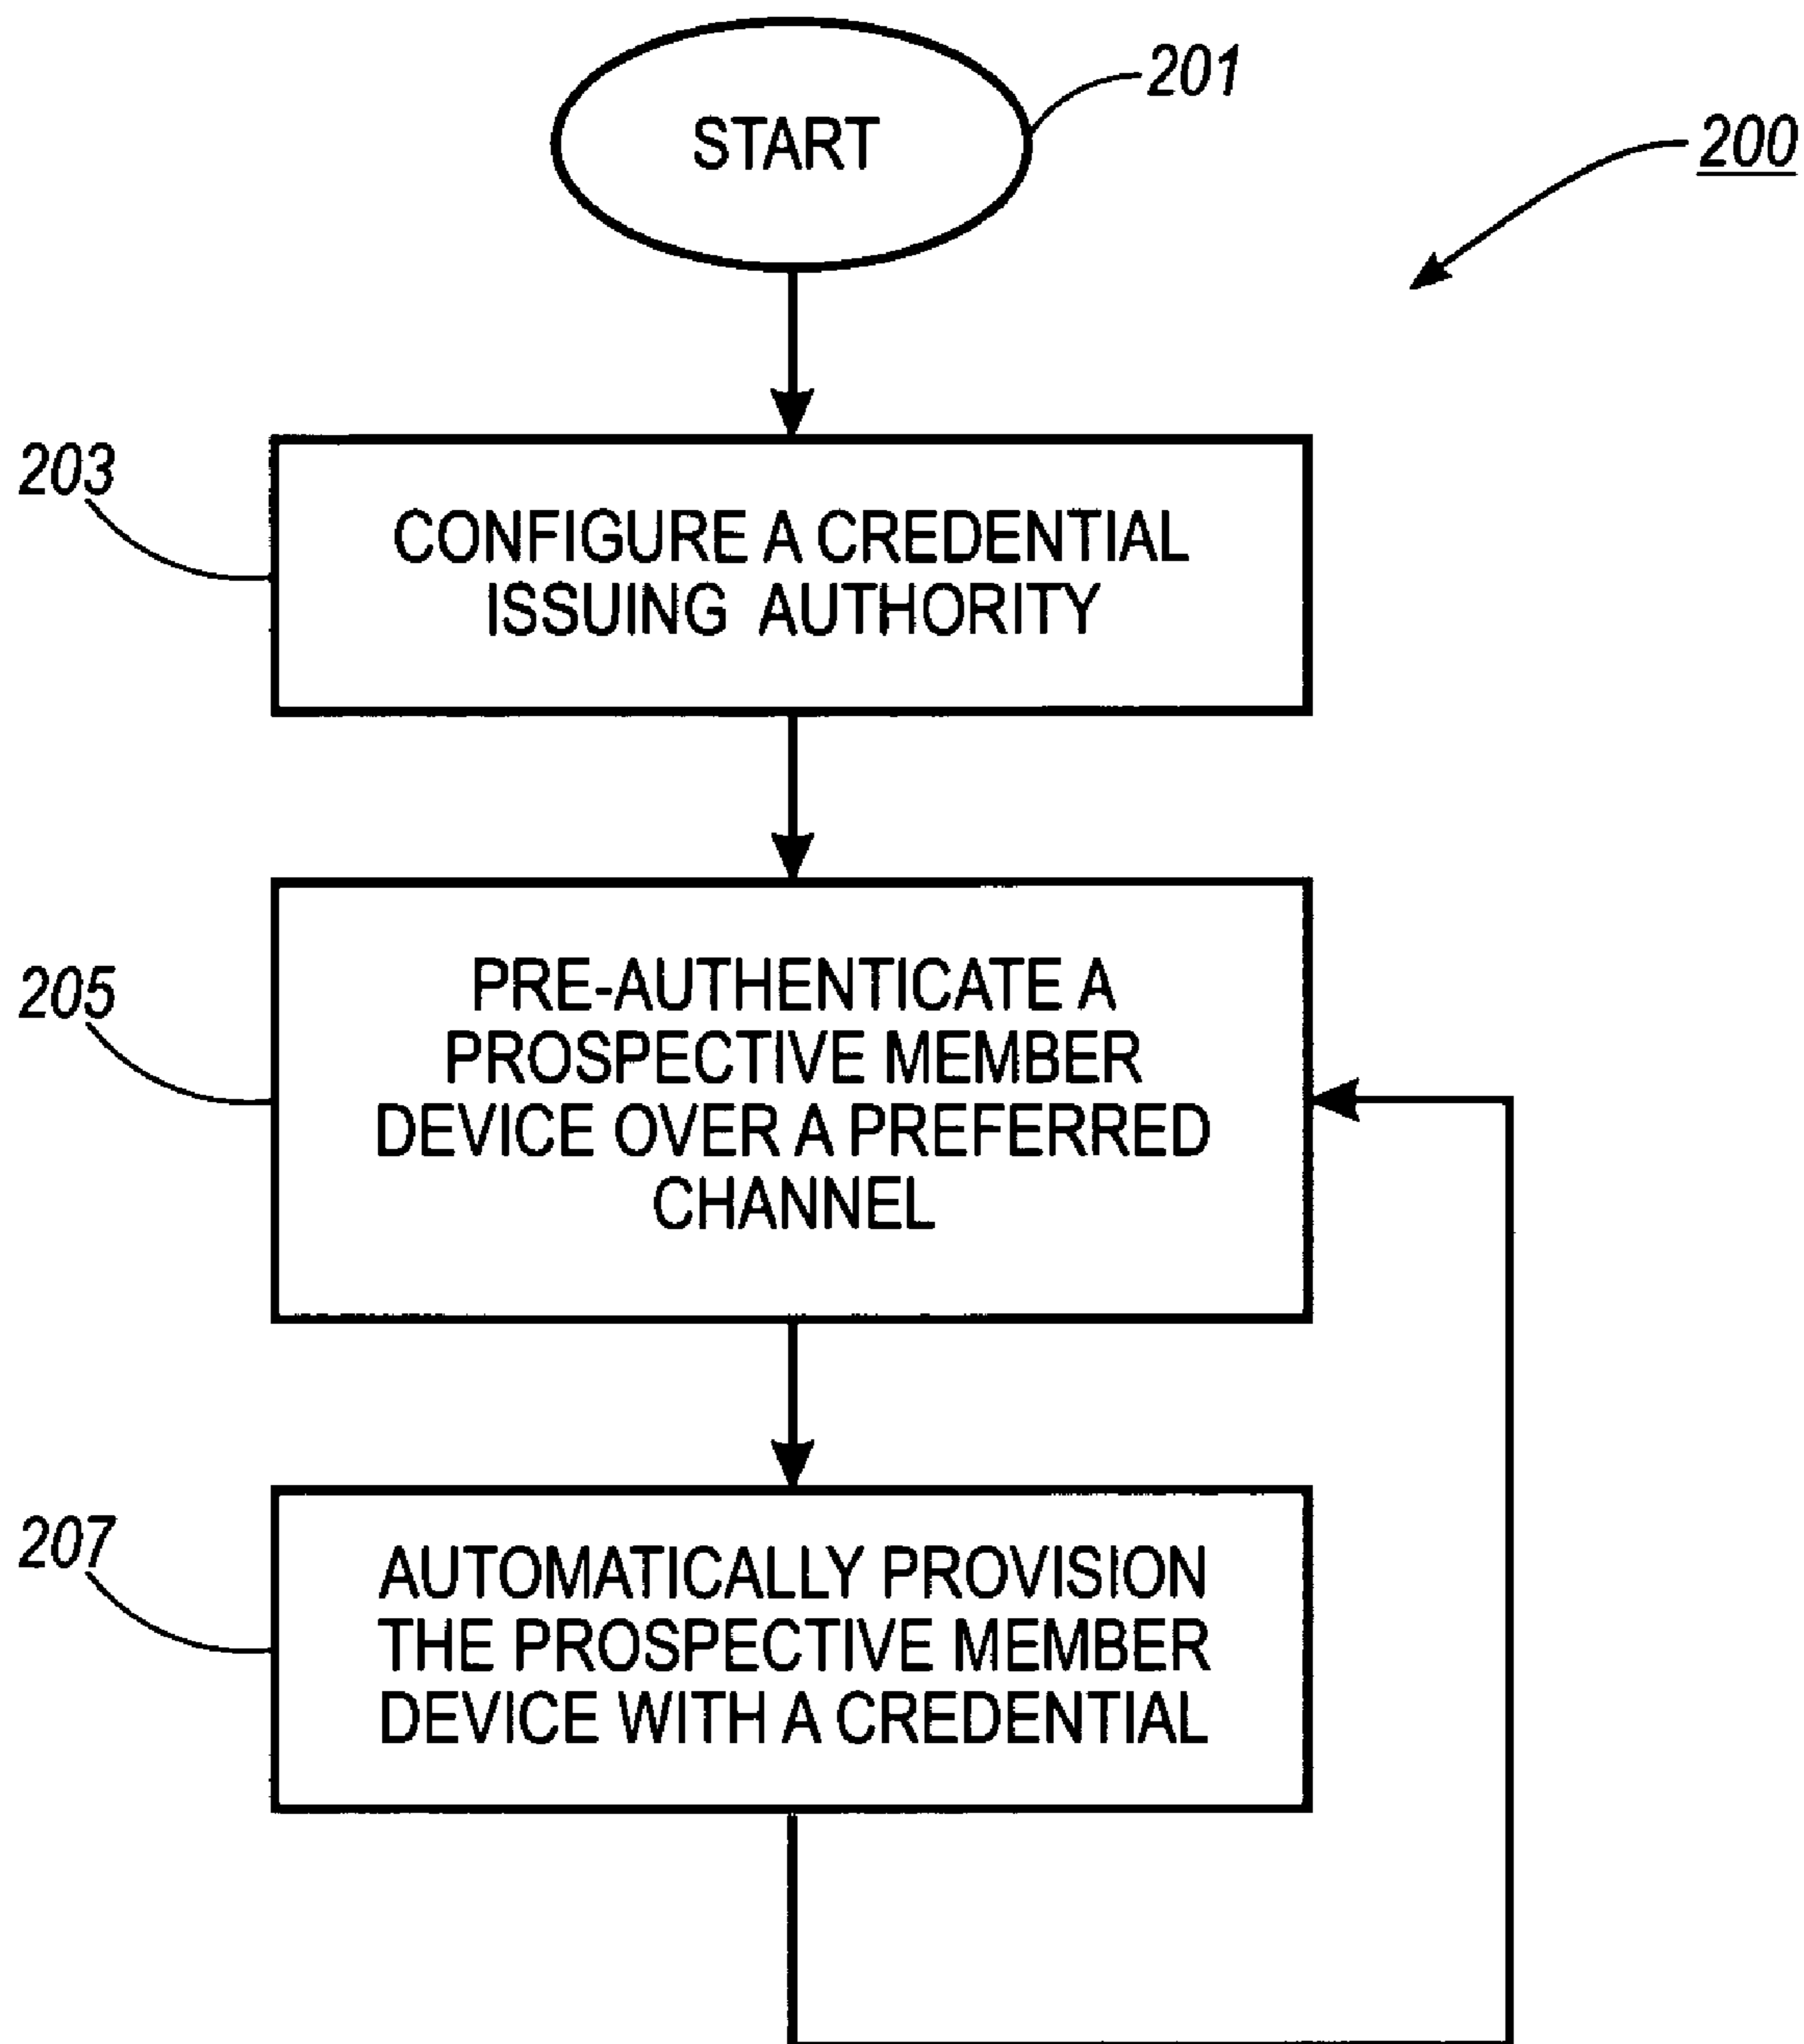 START
201
200
203
CONFIGURE A CREDENTIAL
ISSUING AUTHORITY
205
PRE-AUTHENTICATE A
PROSPECTIVE MEMBER
DEVICE OVER A PREFERRED
CHANNEL
207
AUTOMATICALLY PROVISION
THE PROSPECTIVE MEMBER
DEVICE WITH A CREDENTIAL